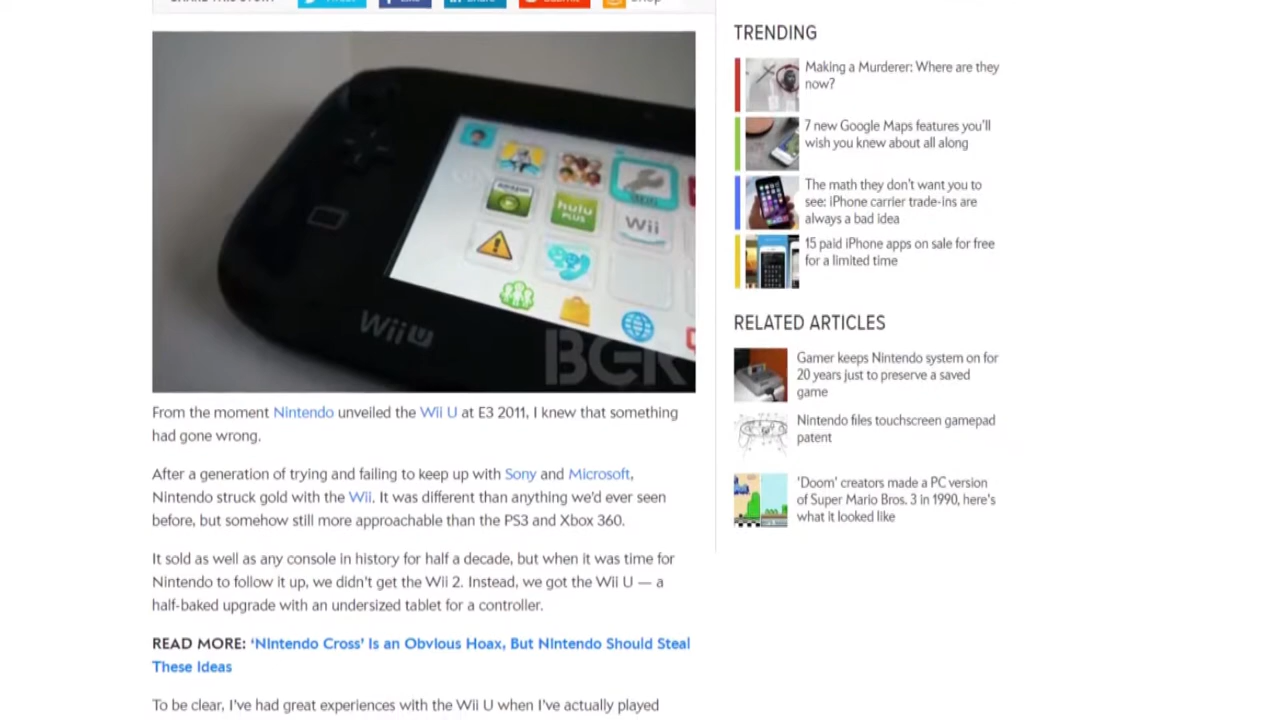 TRENDING
Making a Murderer: Where are they
now?
7 new Google Maps features you'll
wish you knew about all along
The math they don't want you to
see: iPhone carrier trade-ins are
always a bad idea
15 paid iPhone apps on sale for free
for a limited time
RELATED ARTICLES
Gamer keeps Nintendo system on for
20 years just to preserve a saved
game
Nintendo files touchscreen gamepad
patent
'Doom' creators made a PC version
of Super Mario Bros. 3 in 1990, here's
what it looked like
amazon
hulu
PLUS
Wii
Wii U
BGR
From the moment Nintendo unveiled the Wii U at E3 2011, I knew that something
had gone wrong.
After a generation of trying and failing to keep up with Sony and Microsoft,
Nintendo struck gold with the Wii. It was different than anything we'd ever seen
before, but somehow still more approachable than the PS3 and Xbox 360.
It sold as well as any console in history for half a decade, but when it was time for
Nintendo to follow it up, we didn't get the Wii 2. Instead, we got the Wii U — a
half-baked upgrade with an undersized tablet for a controller.
READ MORE: ‘Nintendo Cross’ Is an Obvious Hoax, But Nintendo Should Steal
These Ideas
To be clear, I've had great experiences with the Wii U when I've actually played